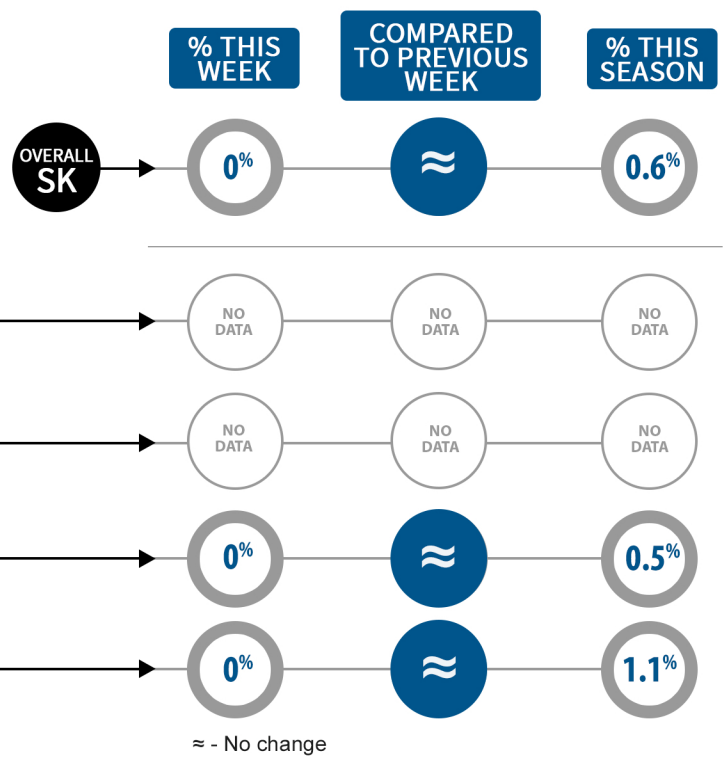 % THIS
WEEK
COMPARED
TO PREVIOUS
WEEK
% THIS
SEASON
OVERALL
SK
0%
≈
0.6%
NO
DATA
NO
DATA
NO
DATA
NO
DATA
NO
DATA
NO
DATA
0%
≈
0.5%
0%
≈
1.1%
≈ - No change